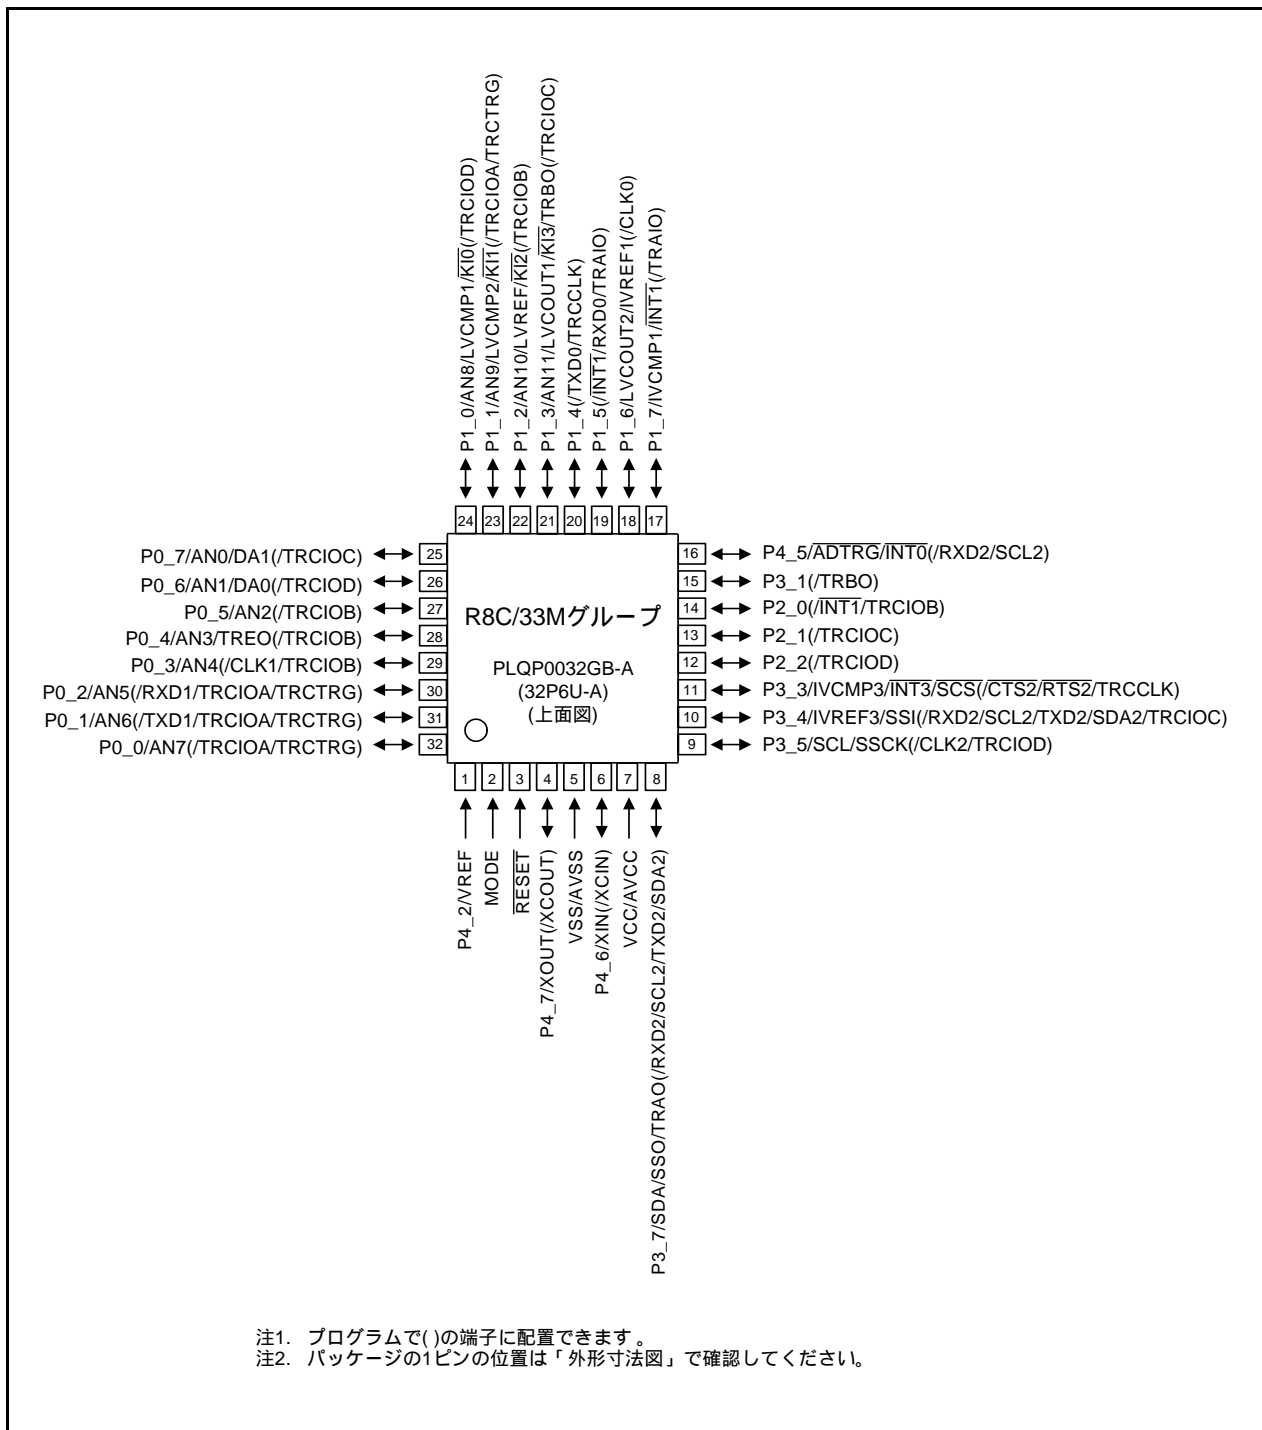 P1_0/AN8/LVCMP1/KI0(/TRCIOD)
P1_1/AN9/LVCMP2/KI1(/TRCIOA/TRCTRG)
P1_2/AN10/LVREF/KI2(/TRCIOB)
P1_3/AN11/LVCOUT1/KI3/TRBO(/TRCIOC)
P1_4(/TXD0/TRCCLK)
P1_5(/INT1/RXD0/TRAIO)
P1_6/LVCOUT2/IVREF1(/CLK0)
P1_7/IVCMP1/INT1(/TRAIO)
24 23 22 21 20 19 18 17
P0_7/AN0/DA1(/TRCIOC) 25
P0_6/AN1/DA0(/TRCIOD) 26
P0_5/AN2(/TRCIOB) 27
P0_4/AN3/TREO(/TRCIOB) 28
P0_3/AN4(/CLK1/TRCIOB) 29
P0_2/AN5(/RXD1/TRCIOA/TRCTRG) 30
P0_1/AN6(/TXD1/TRCIOA/TRCTRG) 31
P0_0/AN7(/TRCIOA/TRCTRG) 32
R8C/33Mグループ
PLQP0032GB-A
(32P6U-A)
(上面図)
16 P4_5/ADTRG/INT0(/RXD2/SCL2)
15 P3_1(/TRBO)
14 P2_0(/INT1/TRCIOB)
13 P2_1(/TRCIOC)
12 P2_2(/TRCIOD)
11 P3_3/IVCMP3/INT3/SCS(/CTS2/RTS2/TRCCLK)
10 P3_4/IVREF3/SSI(/RXD2/SCL2/TXD2/SDA2/TRCIOC)
9 P3_5/SCL/SSCK(/CLK2/TRCIOD)
1 2 3 4 5 6 7 8
P4_2/VREF
MODE
RESET
P4_7/XOUT(/XCOUT)
VSS/AVSS
P4_6/XIN(/XCIN)
VCC/AVCC
P3_7/SDA/SSO/TRAO(/RXD2/SCL2/TXD2/SDA2)
注1. プログラムで( )の端子に配置できます。
注2. パッケージの1ピンの位置は「外形寸法図」で確認してください。